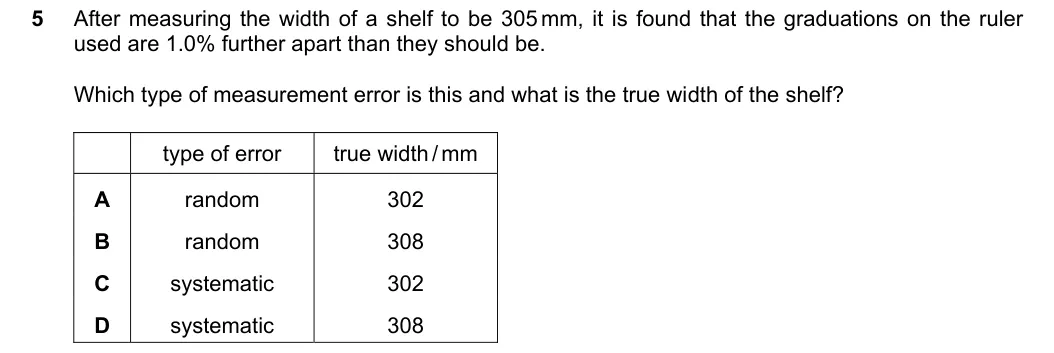 5 After measuring the width of a shelf to be 305 mm, it is found that the graduations on the ruler
used are 1.0% further apart than they should be.
Which type of measurement error is this and what is the true width of the shelf?
type of error true width / mm
A random 302
B random 308
C systematic 302
D systematic 308